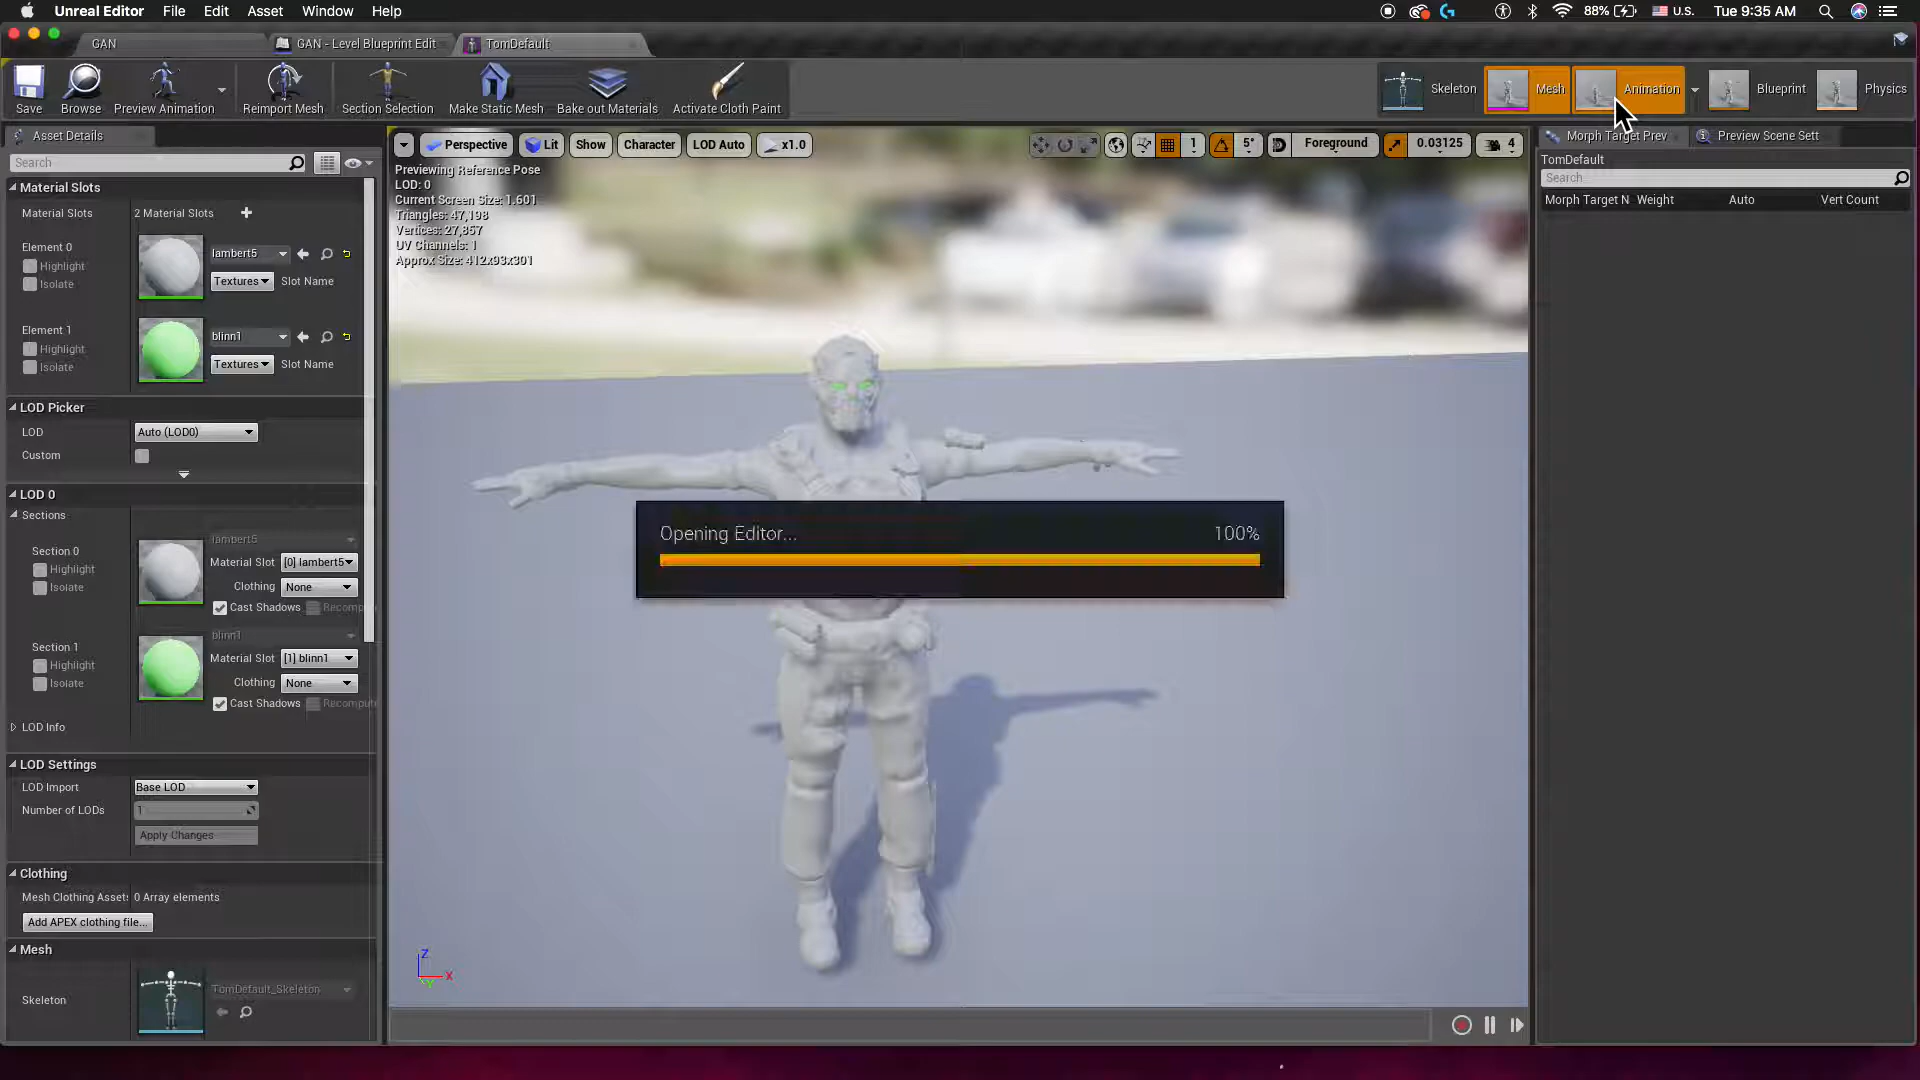 Unreal Editor File Edit Asset Window Help
88% U.S. Tue 9:35 AM
GAN
GAN - Level Blueprint Edit
TomDefault
Save
Browse
Preview Animation
Reimport Mesh
Section Selection
Make Static Mesh
Bake out Materials
Activate Cloth Paint
Skeleton
Mesh
Animation
Blueprint
Physics
Asset Details
Search
Material Slots
Material Slots 2 Material Slots
Element 0
Highlight
Isolate
lambert5
Textures Slot Name
Element 1
Highlight
Isolate
blinn1
Textures Slot Name
LOD Picker
LOD Auto (LOD0)
Custom
LOD 0
Sections
Section 0
Highlight
Isolate
lambert5
Material Slot [0] lambert5
Clothing None
Cast Shadows Recompu
Section 1
Highlight
Isolate
blinn1
Material Slot [1] blinn1
Clothing None
Cast Shadows Recompute
LOD Info
LOD Settings
LOD Import Base LOD
Number of LODs 1
Apply Changes
Clothing
Mesh Clothing Assets 0 Array elements
Add APEX clothing file...
Mesh
Skeleton
TomDefault_Skeleton
Perspective Lit Show Character LOD Auto x1.0
1 5° Foreground 0.03125 4
Previewing Reference Pose
LOD: 0
Current Screen Size: 1.601
Triangles: 47,198
Vertices: 27,857
UV Channels: 1
Approx Size: 412x93x301
Opening Editor... 100%
Z
X
Y
Morph Target Prev
Preview Scene Sett
TomDefault
Search
Morph Target N Weight Auto Vert Count